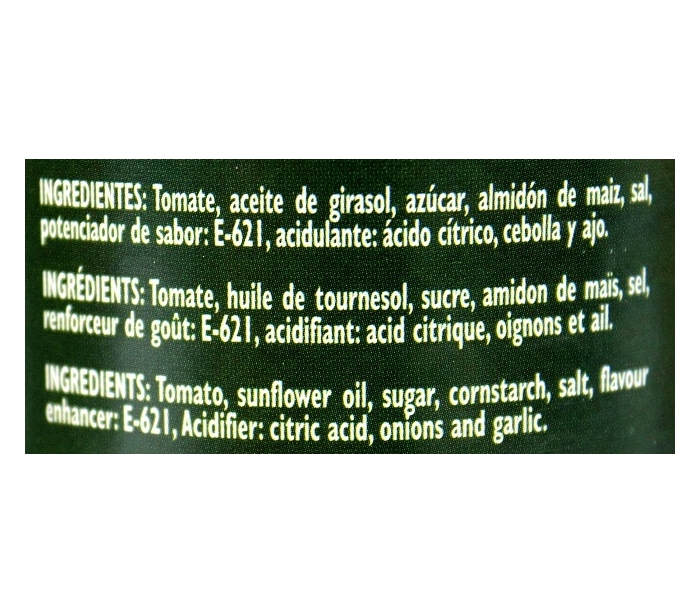 INGREDIENTES: Tomate, aceite de girasol, azúcar, almidón de maiz, sal,
potenciador de sabor: E-621, acidulante: ácido cítrico, cebolla y ajo.
INGRÉDIENTS: Tomate, huile de tournesol, sucre, amidon de maïs, sel,
renforceur de goût: E-621, acidifiant: acid citrique, oignons et ail.
INGREDIENTS: Tomato, sunflower oil, sugar, cornstarch, salt, flavour
enhancer: E-621, Acidifier: citric acid, onions and garlic.